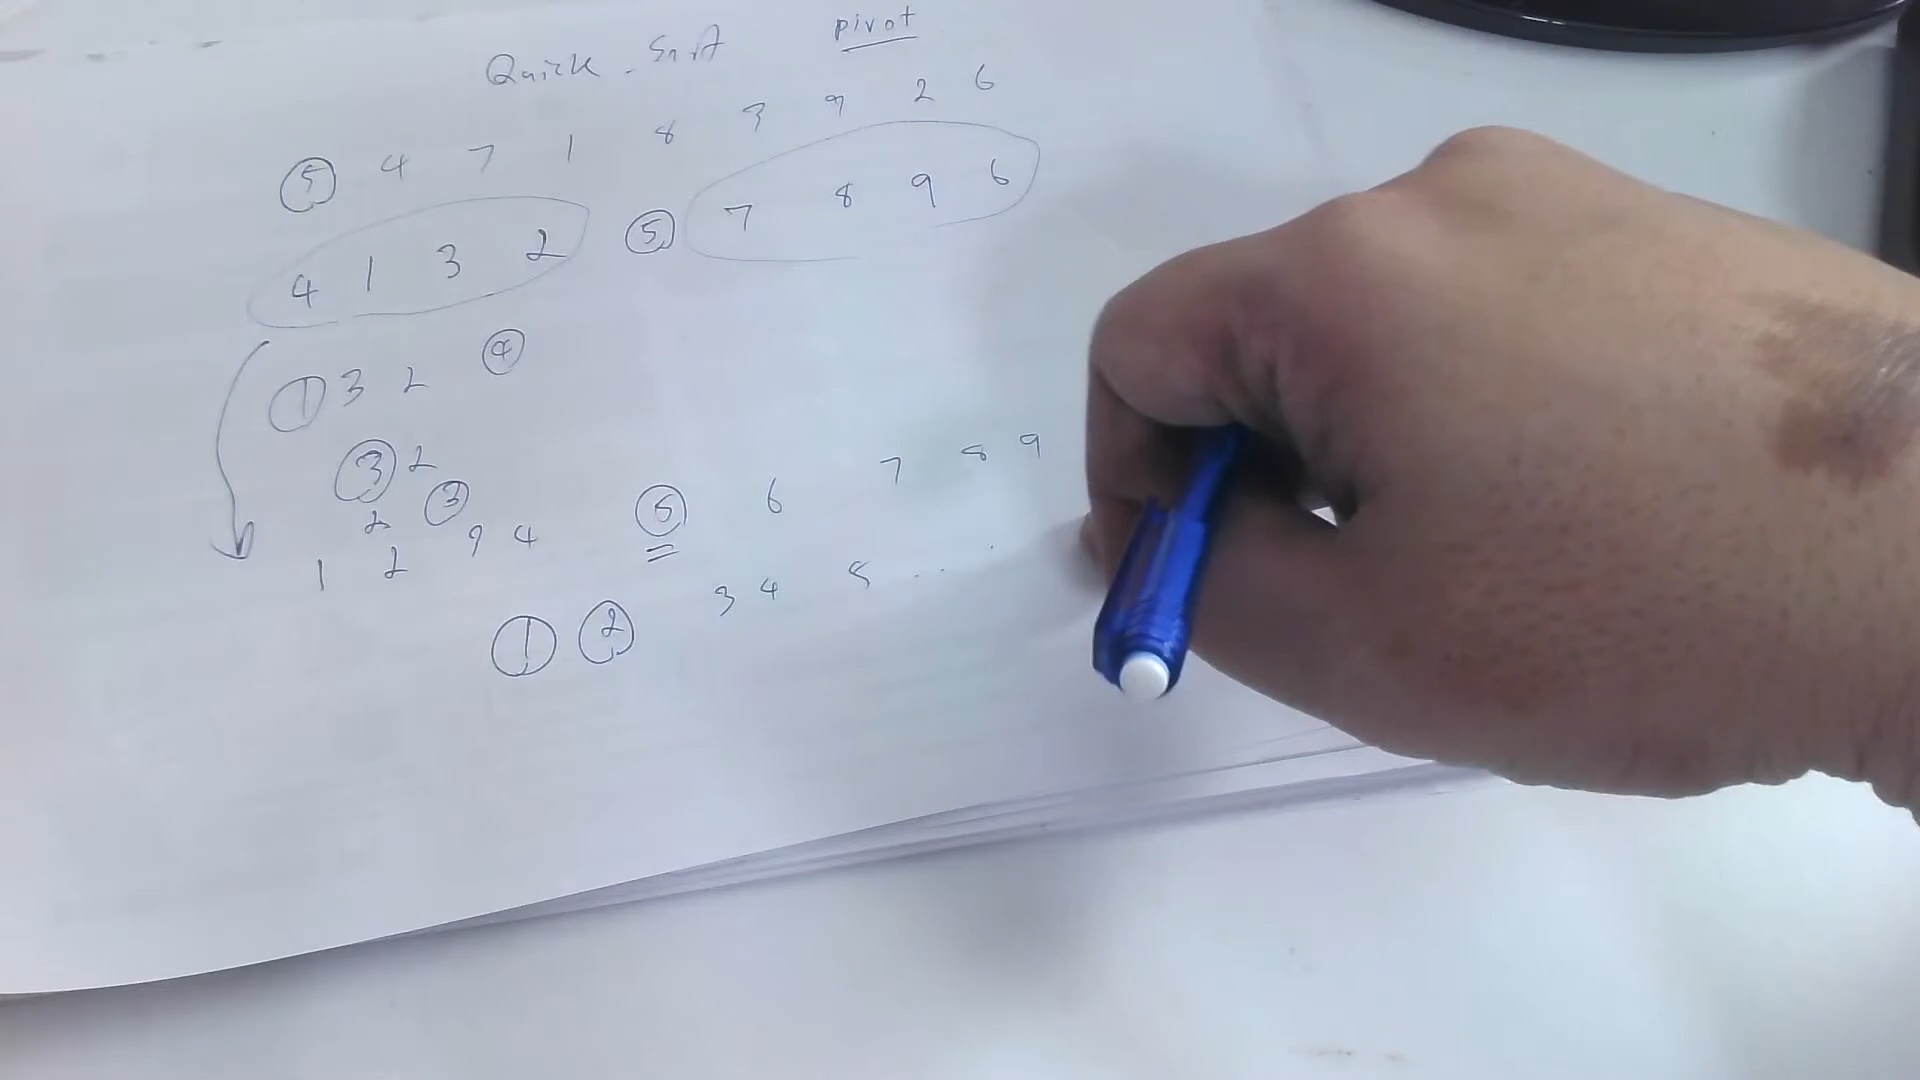 Quick - Sort pivot
5 4 7 1 8 3 9 2 6
4 1 3 2 5 7 8 9 6
1 3 2 4
3 2
2 3
1 2 3 4 5 6 7 8 9
1 2 3 4 5 . . .